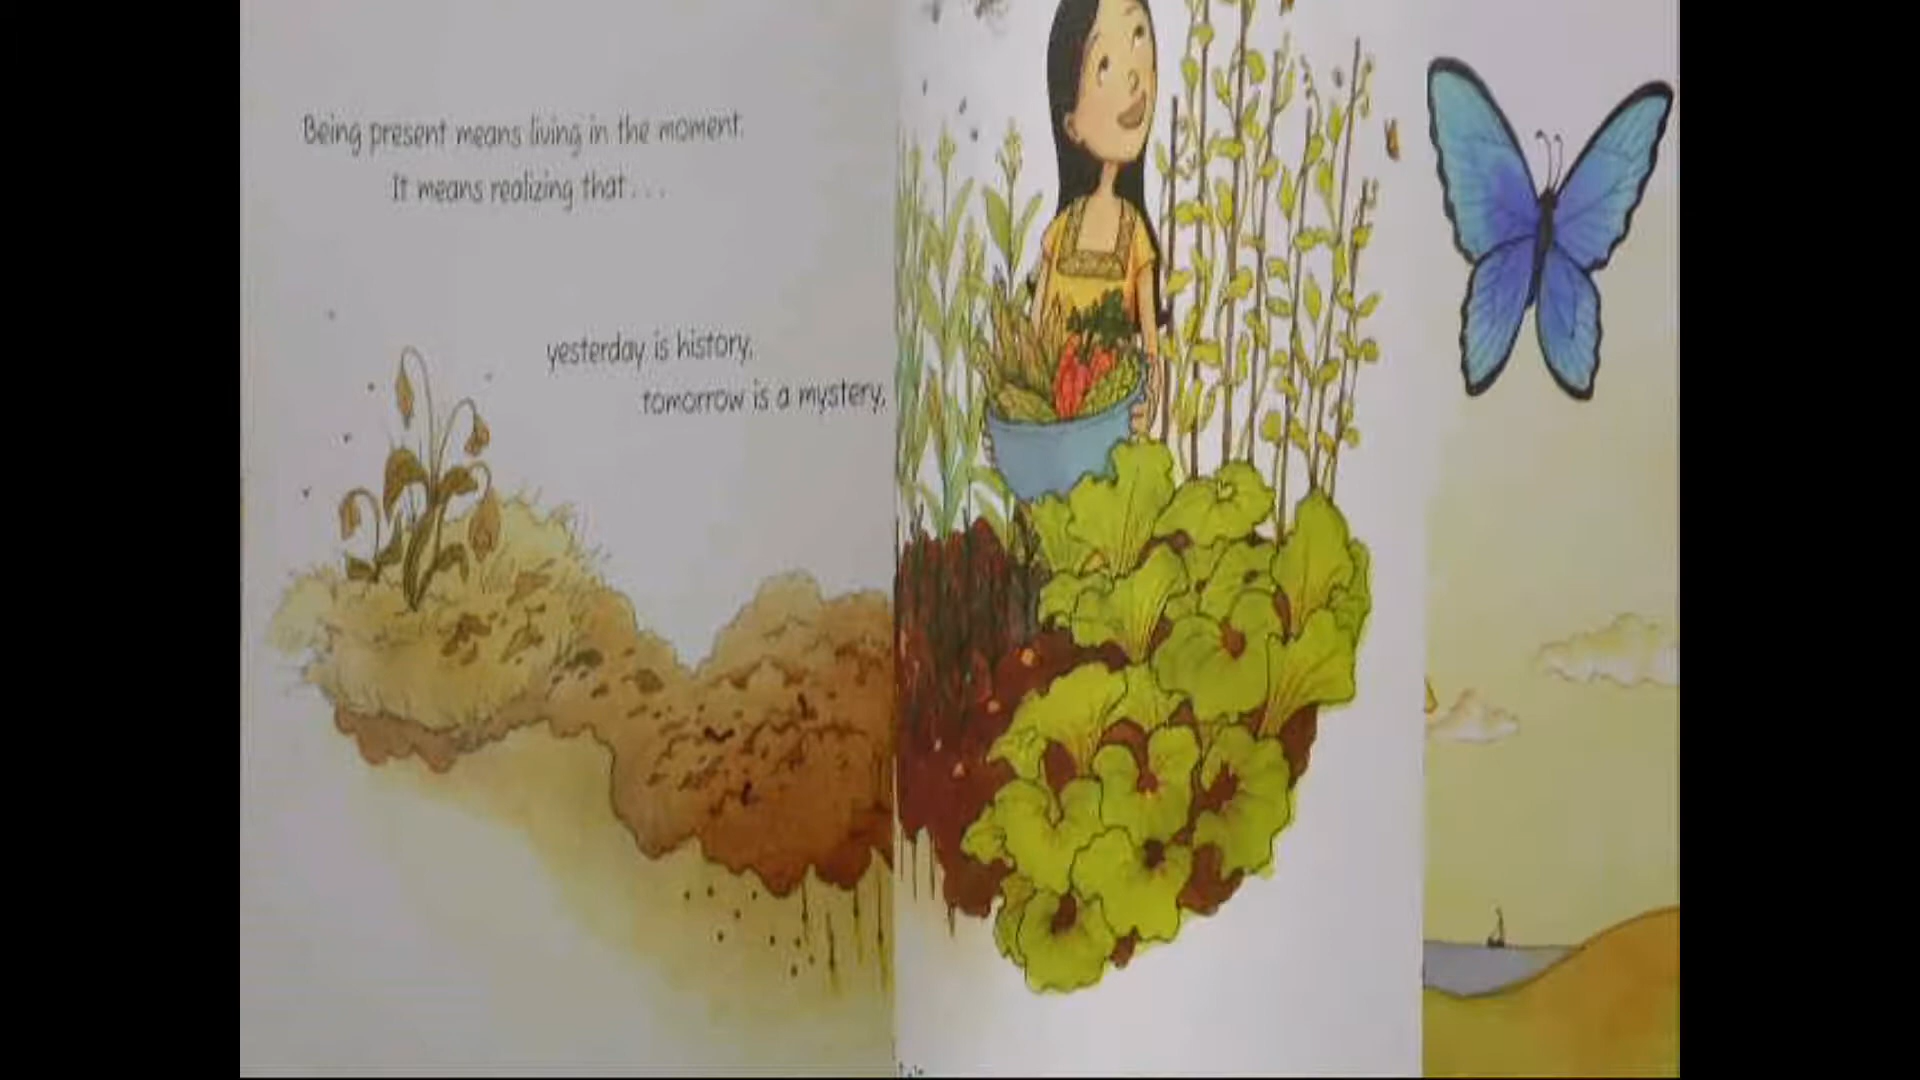 Being present means living in the moment.
It means realizing that . . .
yesterday is history,
tomorrow is a mystery,